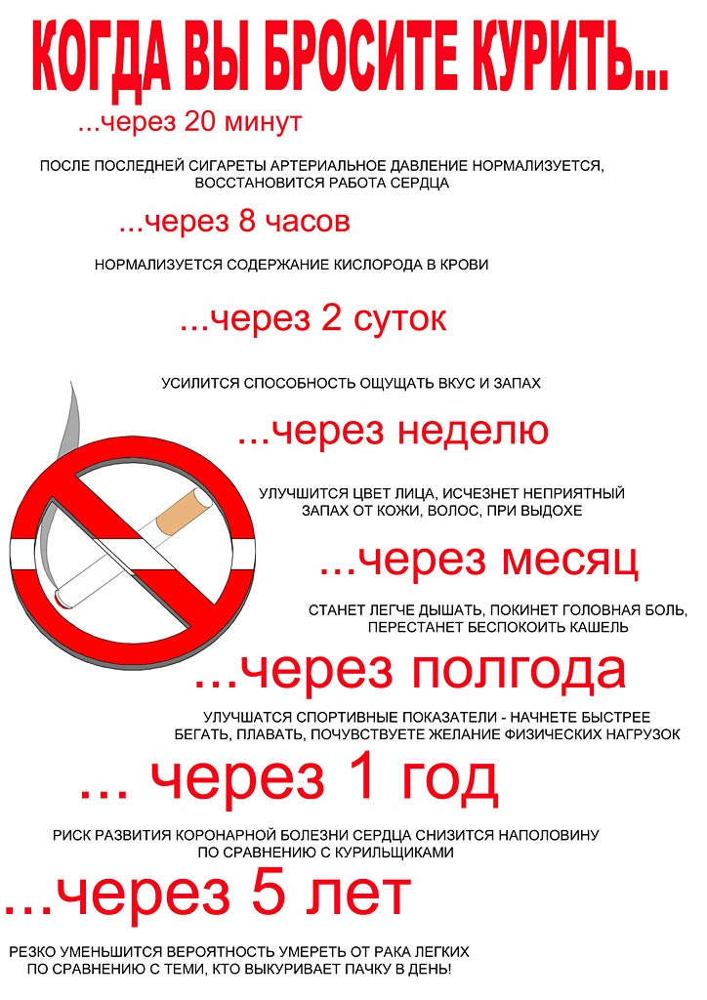 КОГДА ВЫ БРОСИТЕ КУРИТЬ...
...через 20 минут
ПОСЛЕ ПОСЛЕДНЕЙ СИГАРЕТЫ АРТЕРИАЛЬНОЕ ДАВЛЕНИЕ НОРМАЛИЗУЕТСЯ,
ВОССТАНОВИТСЯ РАБОТА СЕРДЦА
...через 8 часов
НОРМАЛИЗУЕТСЯ СОДЕРЖАНИЕ КИСЛОРОДА В КРОВИ
...через 2 суток
УСИЛИТСЯ СПОСОБНОСТЬ ОЩУЩАТЬ ВКУС И ЗАПАХ
...через неделю
УЛУЧШИТСЯ ЦВЕТ ЛИЦА, ИСЧЕЗНЕТ НЕПРИЯТНЫЙ
ЗАПАХ ОТ КОЖИ, ВОЛОС, ПРИ ВЫДОХЕ
...через месяц
СТАНЕТ ЛЕГЧЕ ДЫШАТЬ, ПОКИНЕТ ГОЛОВНАЯ БОЛЬ,
ПЕРЕСТАНЕТ БЕСПОКОИТЬ КАШЕЛЬ
...через полгода
УЛУЧШАТСЯ СПОРТИВНЫЕ ПОКАЗАТЕЛИ - НАЧНЕТЕ БЫСТРЕЕ
БЕГАТЬ, ПЛАВАТЬ, ПОЧУВСТВУЕТЕ ЖЕЛАНИЕ ФИЗИЧЕСКИХ НАГРУЗОК
... через 1 год
РИСК РАЗВИТИЯ КОРОНАРНОЙ БОЛЕЗНИ СЕРДЦА СНИЗИТСЯ НАПОЛОВИНУ
ПО СРАВНЕНИЮ С КУРИЛЬЩИКАМИ
...через 5 лет
РЕЗКО УМЕНЬШИТСЯ ВЕРОЯТНОСТЬ УМЕРЕТЬ ОТ РАКА ЛЕГКИХ
ПО СРАВНЕНИЮ С ТЕМИ, КТО ВЫКУРИВАЕТ ПАЧКУ В ДЕНЬ!